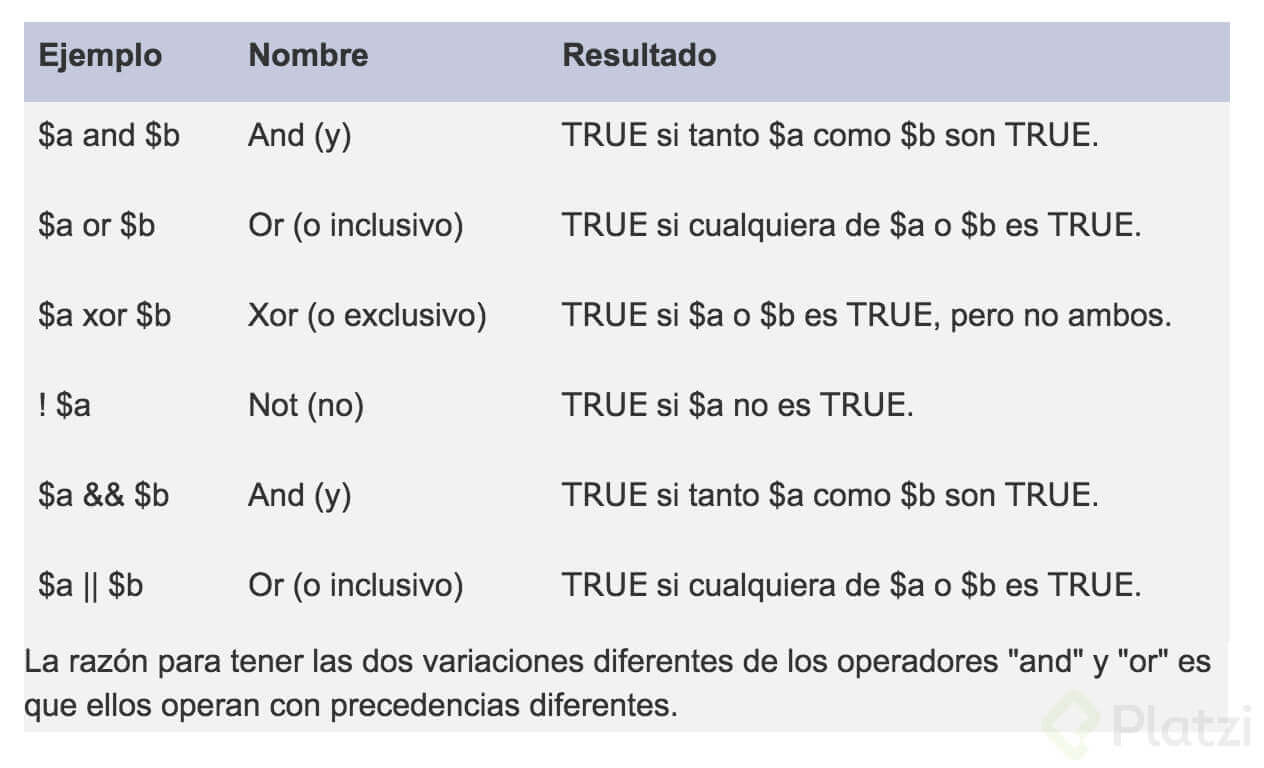 Ejemplo Nombre Resultado
$a and $b And (y) TRUE si tanto $a como $b son TRUE.
$a or $b Or (o inclusivo) TRUE si cualquiera de $a o $b es TRUE.
$a xor $b Xor (o exclusivo) TRUE si $a o $b es TRUE, pero no ambos.
! $a Not (no) TRUE si $a no es TRUE.
$a && $b And (y) TRUE si tanto $a como $b son TRUE.
$a || $b Or (o inclusivo) TRUE si cualquiera de $a o $b es TRUE.
La razón para tener las dos variaciones diferentes de los operadores "and" y "or" es
que ellos operan con precedencias diferentes.
Platzi